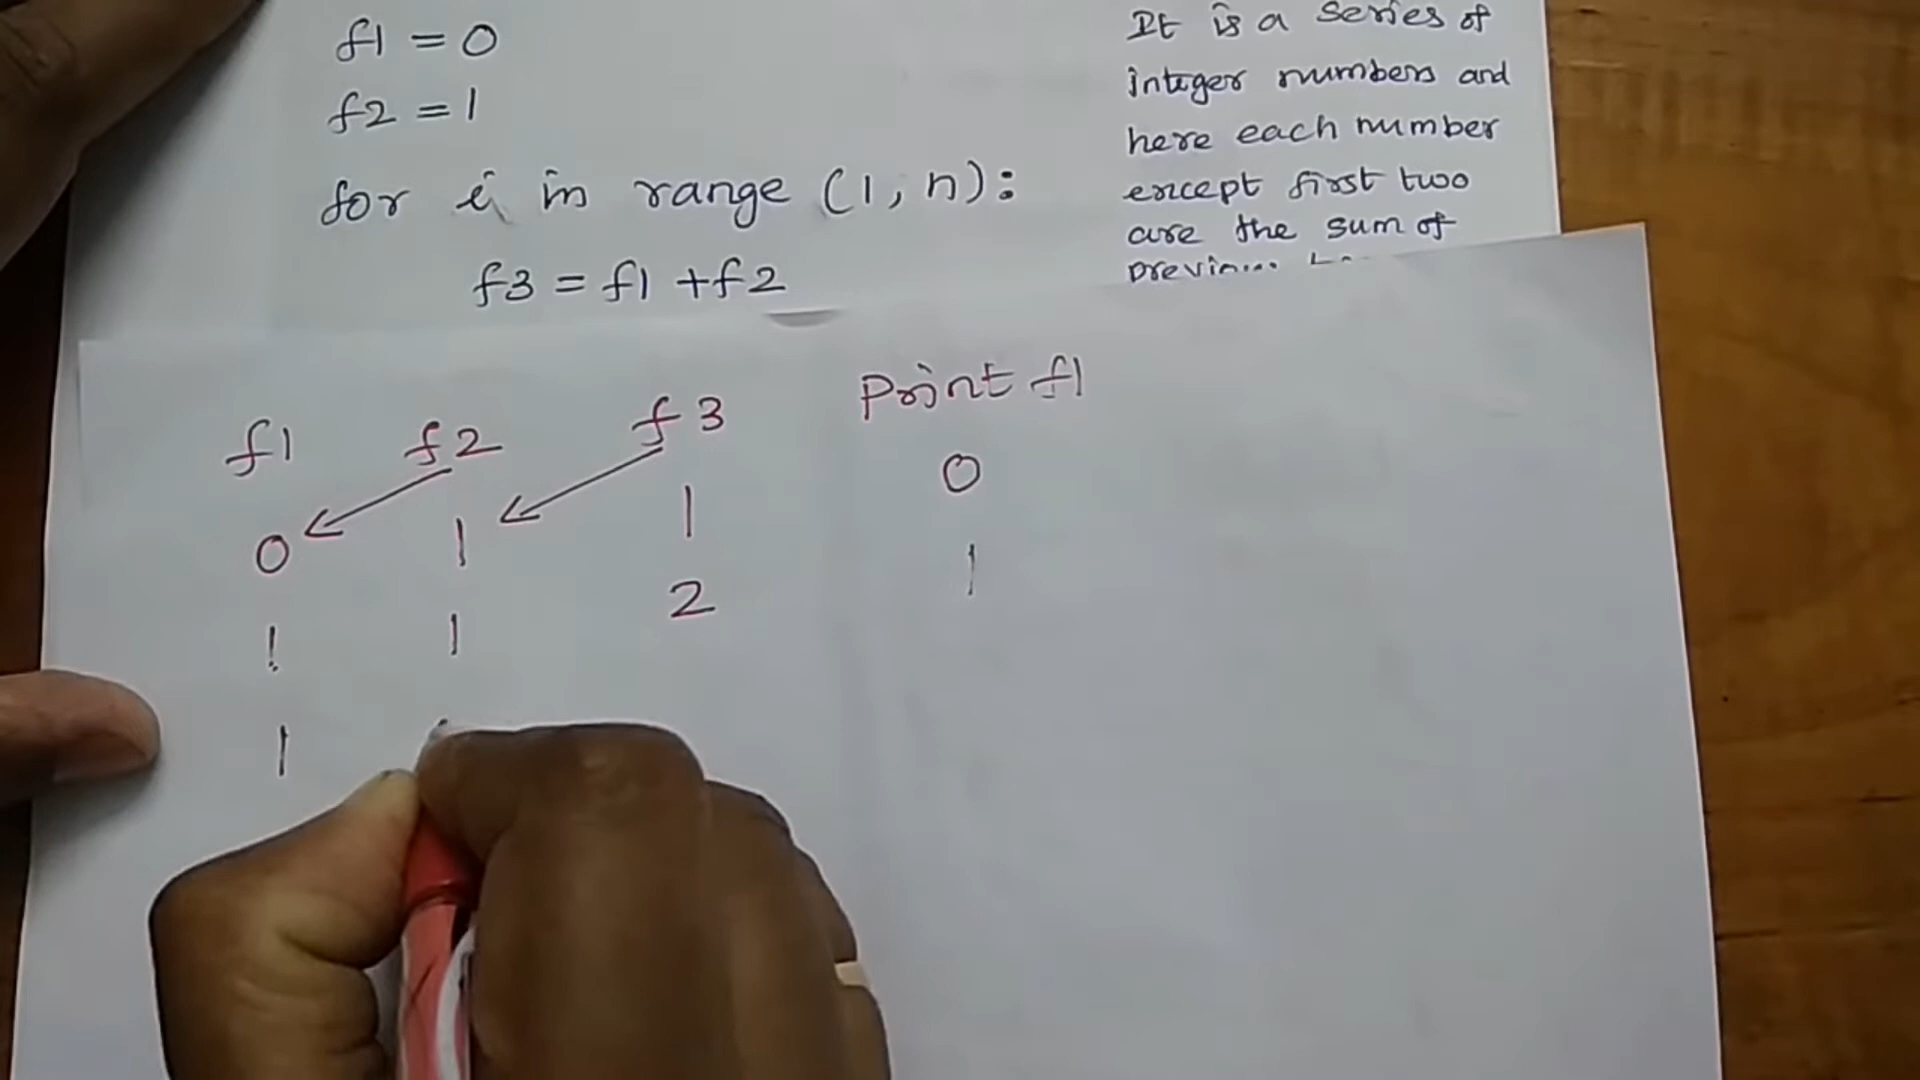 f1 = 0
f2 = 1
for i in range (1, n):
f3 = f1 + f2
It is a series of
integer numbers and
here each number
except first two
are the sum of
f1 f2 f3 Print f1
0 1 1 0
1 1 2 1
1